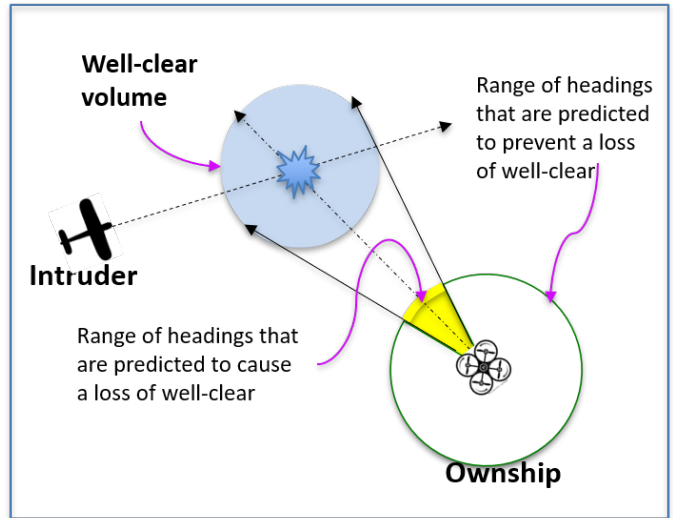 Well-clear
volume
Range of headings
that are predicted
to prevent a loss
of well-clear
Intruder
Range of headings that
are predicted to cause
a loss of well-clear
Ownship